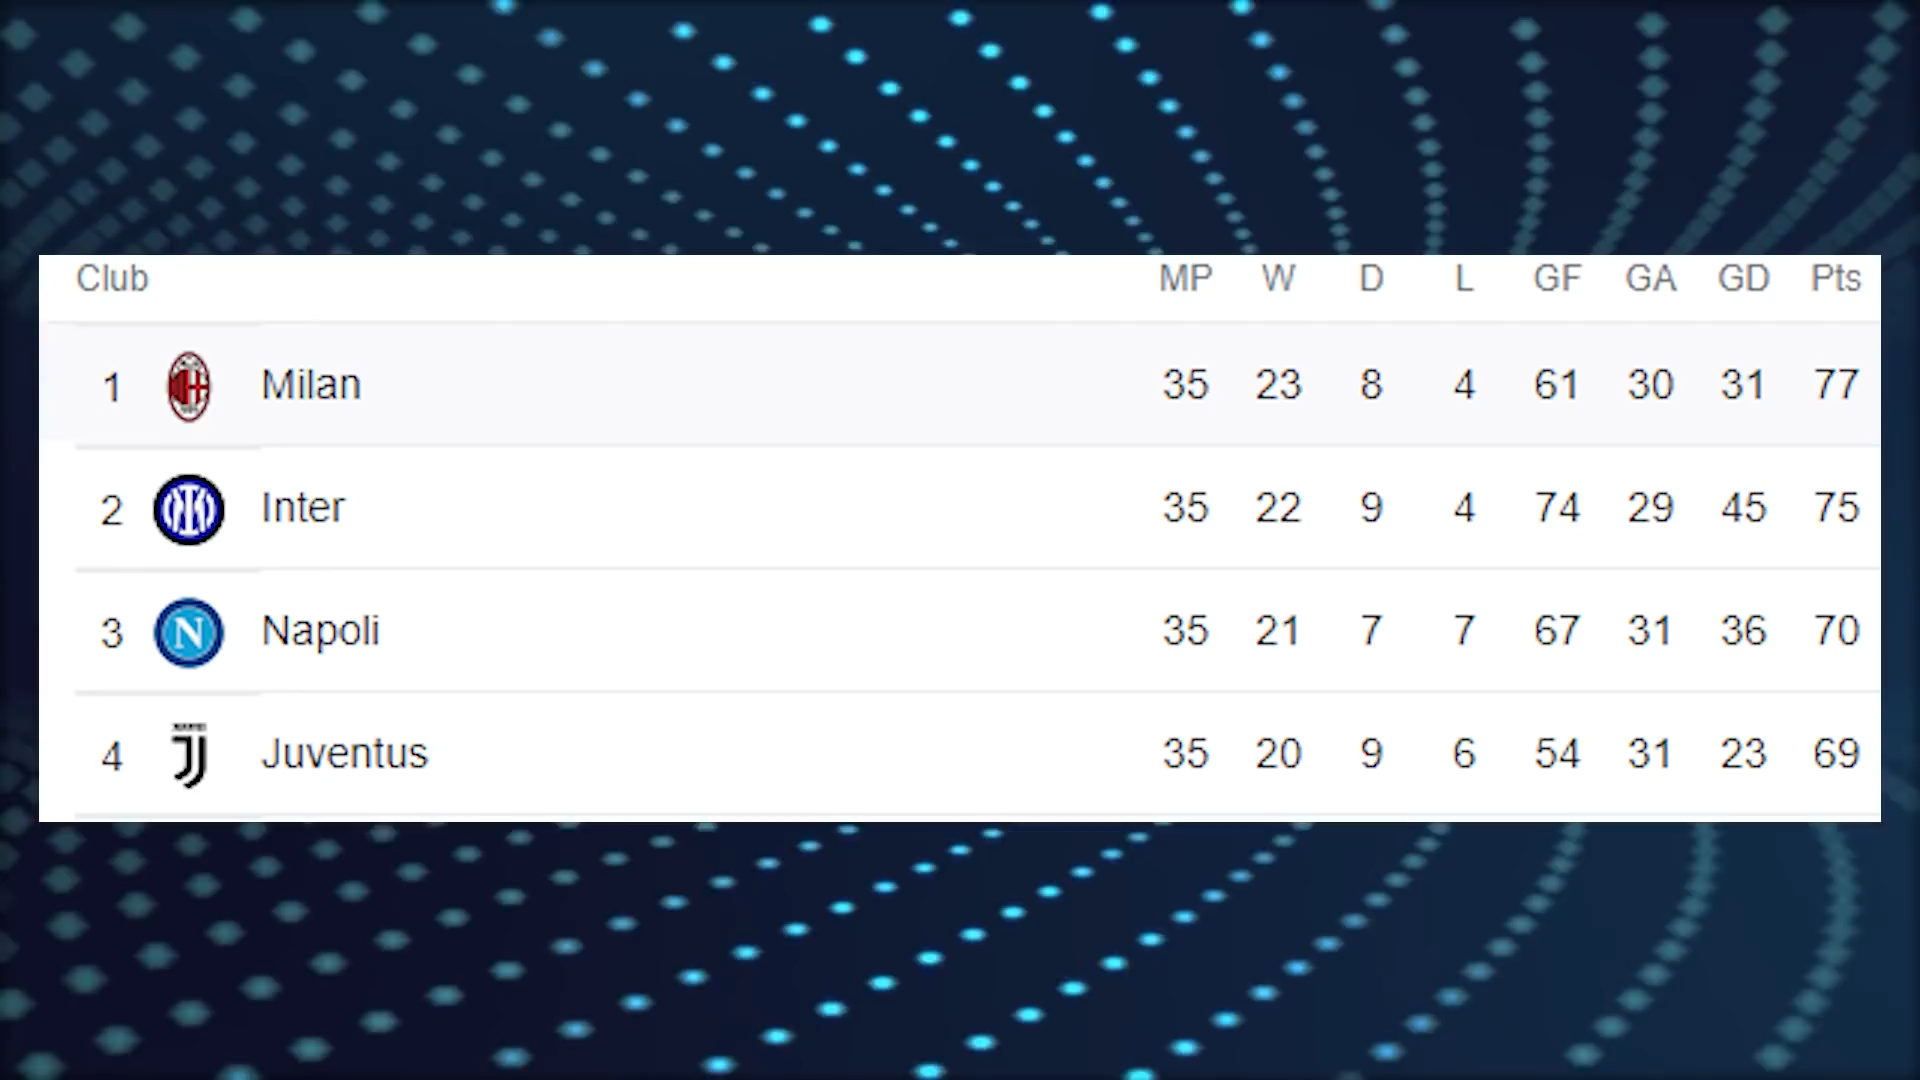 Club MP W D L GF GA GD Pts
1 Milan 35 23 8 4 61 30 31 77
2 Inter 35 22 9 4 74 29 45 75
3 N Napoli 35 21 7 7 67 31 36 70
4 Juventus 35 20 9 6 54 31 23 69